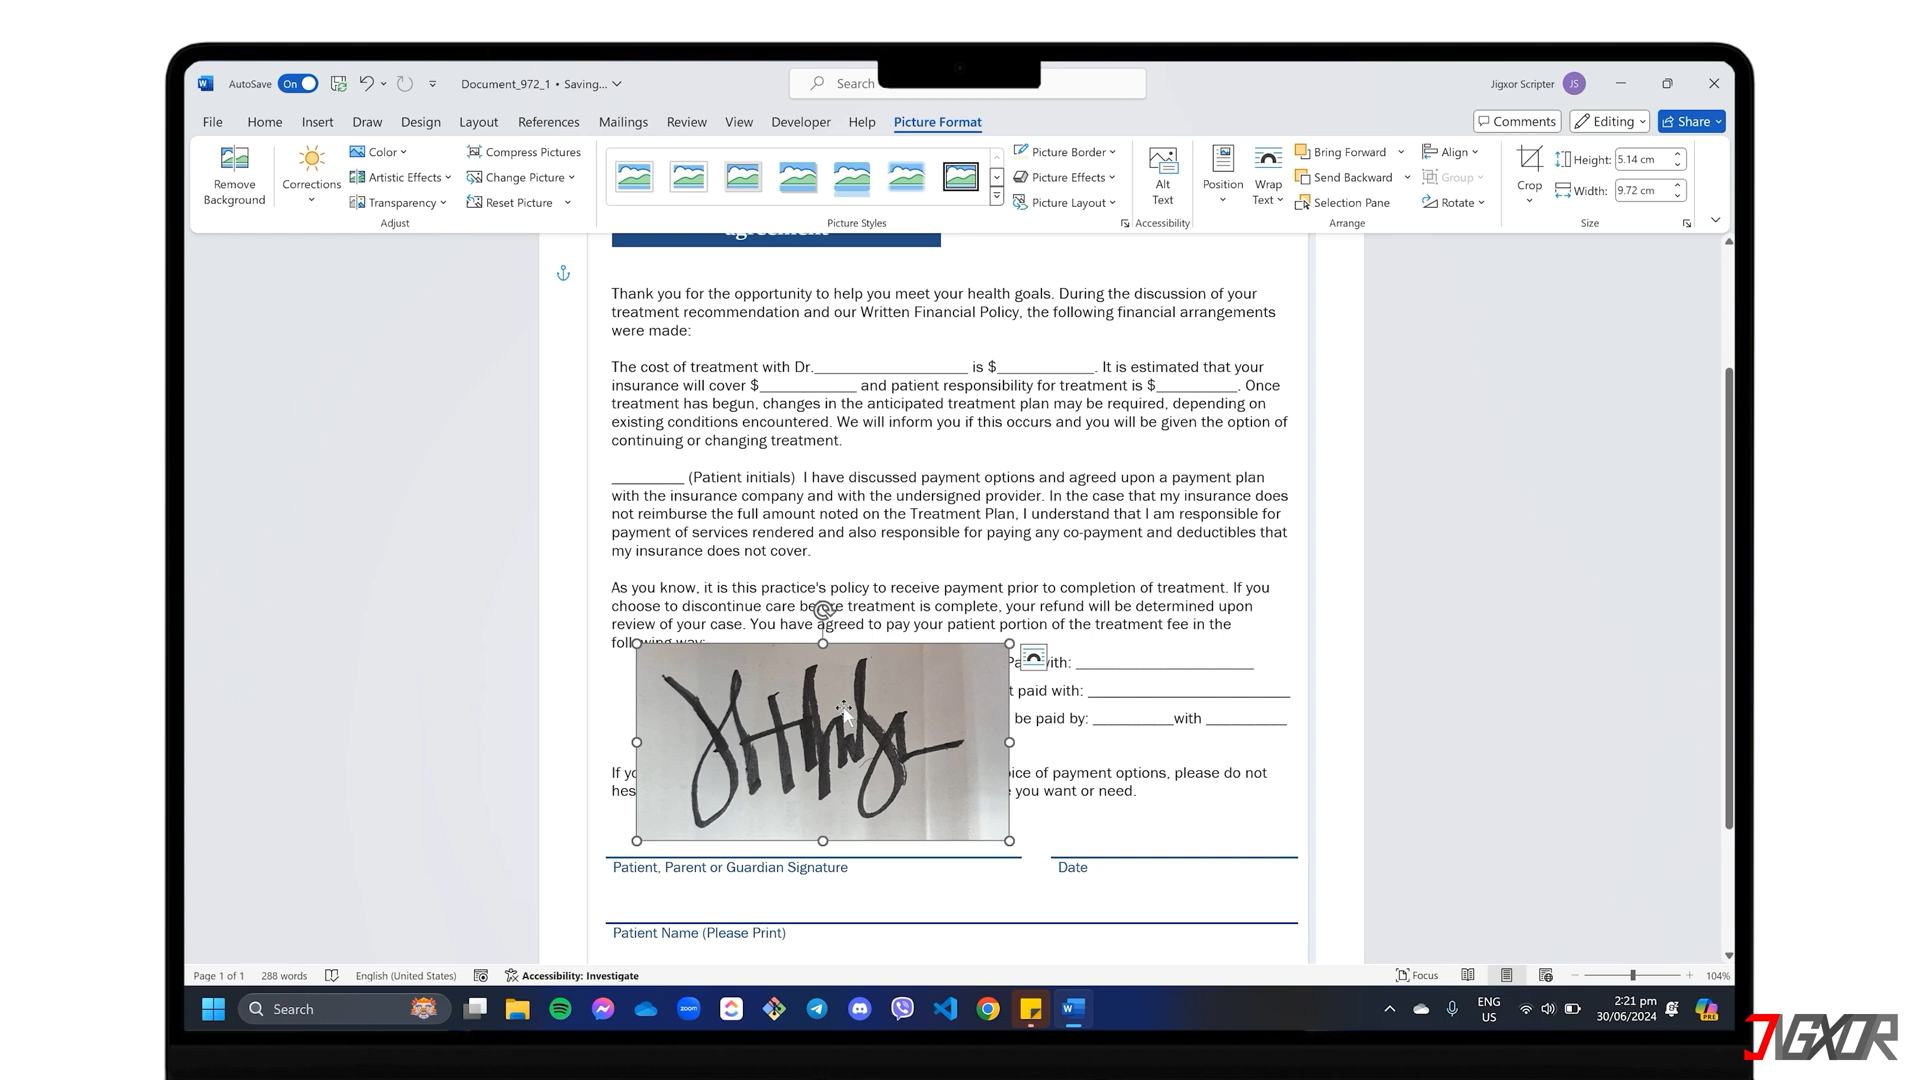 AutoSave On Document_972_1 • Saving... Search Jigxor Scripter JS
File Home Insert Draw Design Layout References Mailings Review View Developer Help Picture Format Comments Editing Share
Remove Background
Corrections
Color
Artistic Effects
Transparency
Compress Pictures
Change Picture
Reset Picture
Adjust
Picture Border
Picture Effects
Picture Layout
Picture Styles
Alt Text
Accessibility
Position
Wrap Text
Bring Forward
Send Backward
Selection Pane
Align
Group
Rotate
Arrange
Crop
Height: 5.14 cm
Width: 9.72 cm
Size
agreement
Thank you for the opportunity to help you meet your health goals. During the discussion of your
treatment recommendation and our Written Financial Policy, the following financial arrangements
were made:
The cost of treatment with Dr.___________________ is $____________. It is estimated that your
insurance will cover $____________ and patient responsibility for treatment is $__________. Once
treatment has begun, changes in the anticipated treatment plan may be required, depending on
existing conditions encountered. We will inform you if this occurs and you will be given the option of
continuing or changing treatment.
_________ (Patient initials) I have discussed payment options and agreed upon a payment plan
with the insurance company and with the undersigned provider. In the case that my insurance does
not reimburse the full amount noted on the Treatment Plan, I understand that I am responsible for
payment of services rendered and also responsible for paying any co-payment and deductibles that
my insurance does not cover.
As you know, it is this practice's policy to receive payment prior to completion of treatment. If you
choose to discontinue care before treatment is complete, your refund will be determined upon
review of your case. You have agreed to pay your patient portion of the treatment fee in the
following way:
with: ______________________
t paid with: _________________________
be paid by: __________with __________
If yo ice of payment options, please do not
hes you want or need.
Patient, Parent or Guardian Signature Date
Patient Name (Please Print)
Page 1 of 1 288 words English (United States) Accessibility: Investigate Focus 104%
Search zoom ENG US 2:21 pm 30/06/2024 PRE
JIGXOR